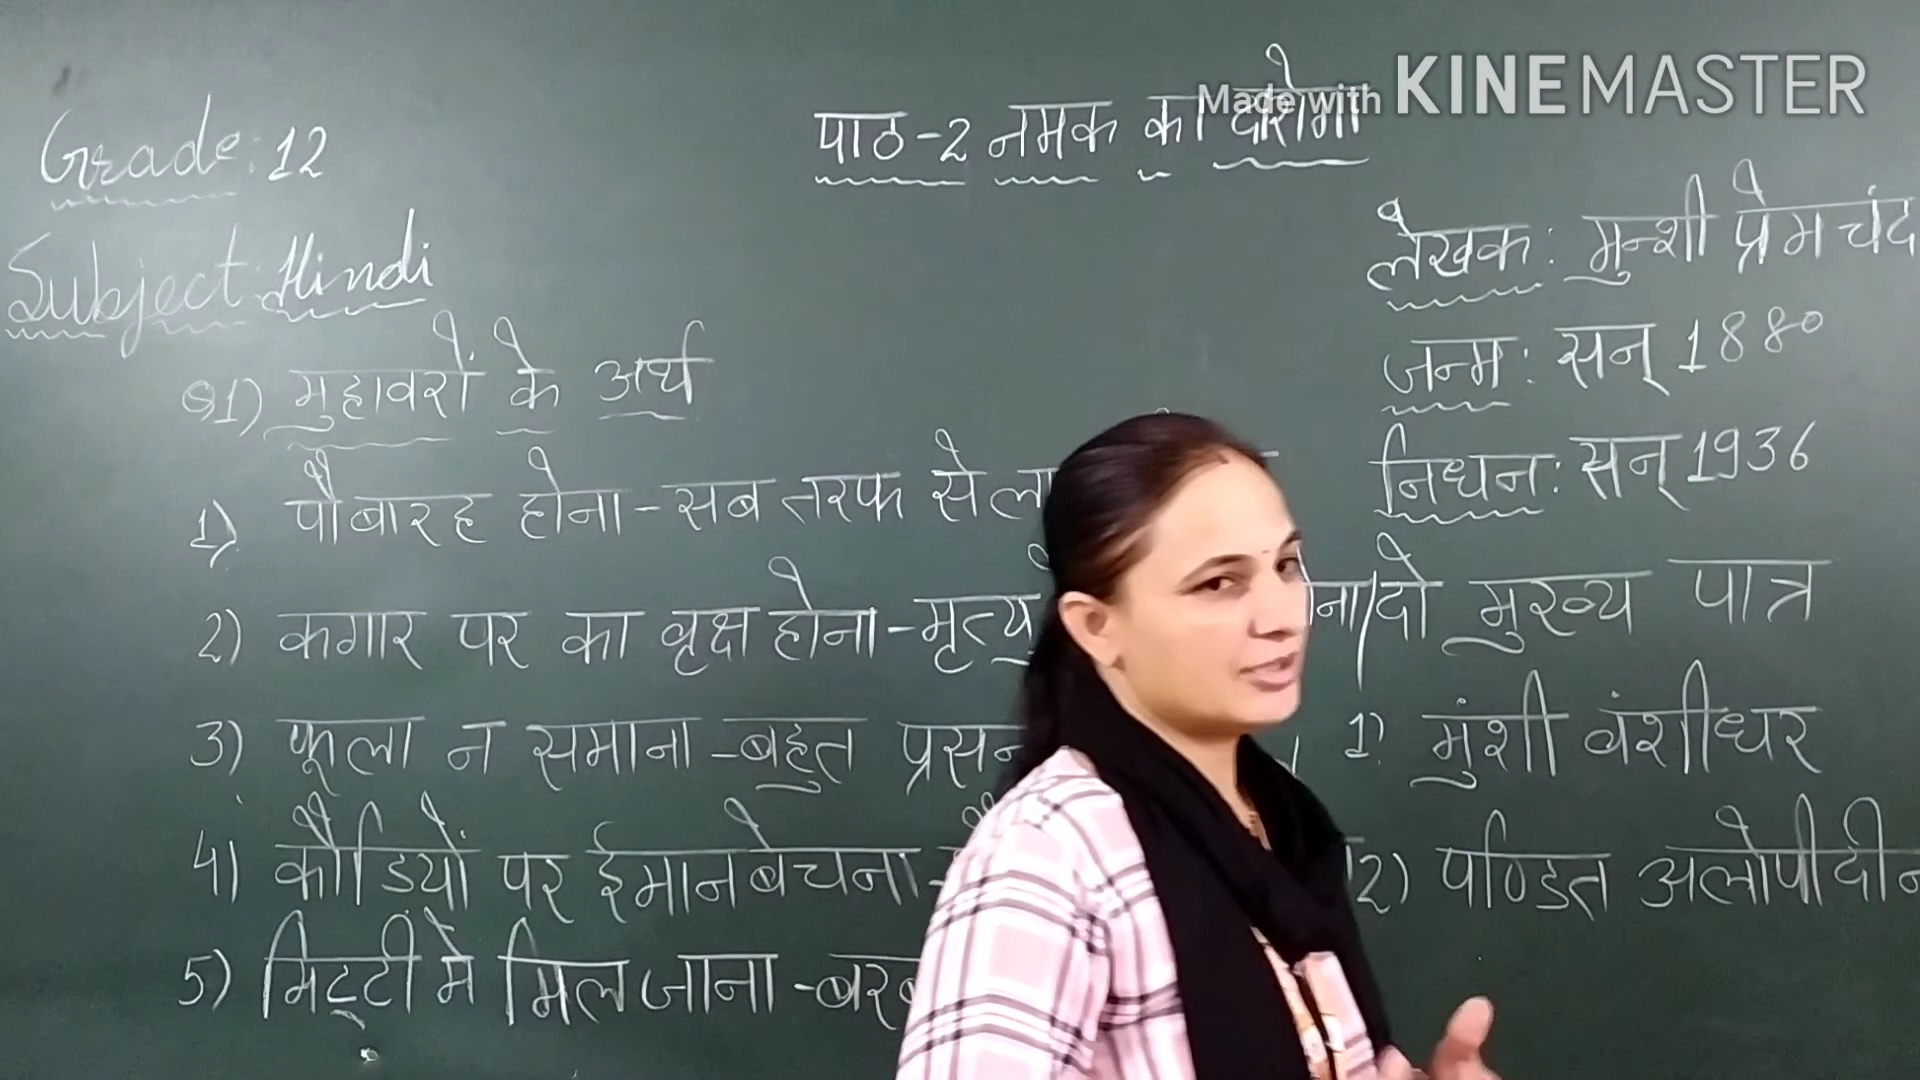 Made with KINEMASTER
Grade: 12
पाठ-2 नमक का दारोगा
Subject: Hindi
लेखक: मुन्शी प्रेमचंद
जन्म: सन् 1880
निधन: सन् 1936
Q1) मुहावरों के अर्थ
1) पौबारह होना - सब तरफ से
2) कगार पर का वृक्ष होना - मृत्यु
3) फूला न समाना - बहुत
4) कौडियों पर ईमान बेचना -
5) मिट्टी में मिल जाना -
दो मुख्य पात्र
1) मुंशी वंशीधर
2) पण्डित अलोपीदीन